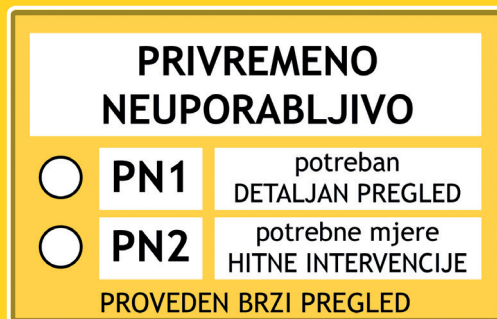 PRIVREMENO
NEUPORABLJIVO
PN1
potreban
DETALJAN PREGLED
PN2
potrebne mjere
HITNE INTERVENCIJE
PROVEDEN BRZI PREGLED